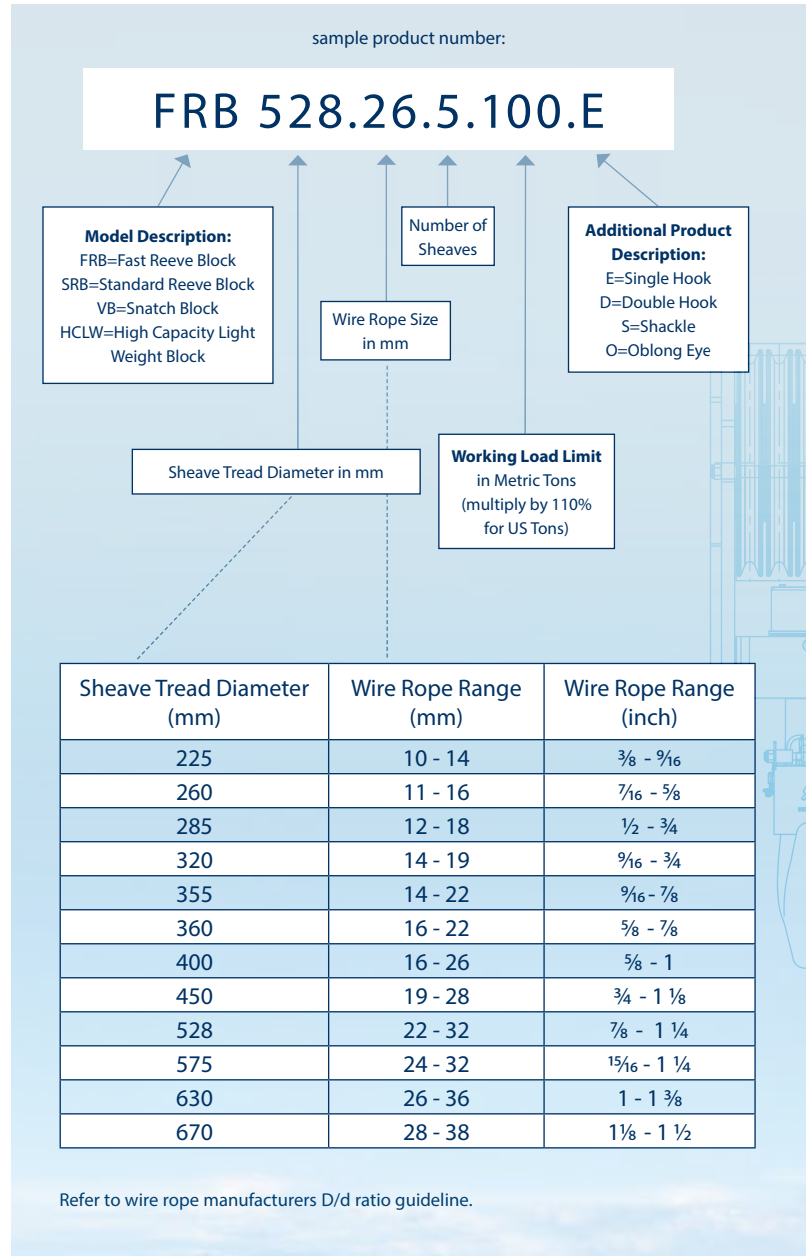 sample product number:
FRB 528.26.5.100.E
Model Description:
FRB=Fast Reeve Block
SRB=Standard Reeve Block
VB=Snatch Block
HCLW=High Capacity Light
Weight Block
Number of
Sheaves
Additional Product
Description:
E=Single Hook
D=Double Hook
S=Shackle
O=Oblong Eye
Wire Rope Size
in mm
Sheave Tread Diameter in mm
Working Load Limit
in Metric Tons
(multiply by 110%
for US Tons)
Sheave Tread Diameter (mm) Wire Rope Range (mm) Wire Rope Range (inch)
225 10 - 14 ⅜ - 9⁄16
260 11 - 16 7⁄16 - ⅝
285 12 - 18 ½ - ¾
320 14 - 19 9⁄16 - ¾
355 14 - 22 9⁄16 - ⅞
360 16 - 22 ⅝ - ⅞
400 16 - 26 ⅝ - 1
450 19 - 28 ¾ - 1 ⅛
528 22 - 32 ⅞ - 1 ¼
575 24 - 32 15⁄16 - 1 ¼
630 26 - 36 1 - 1 ⅜
670 28 - 38 1⅛ - 1 ½
Refer to wire rope manufacturers D/d ratio guideline.